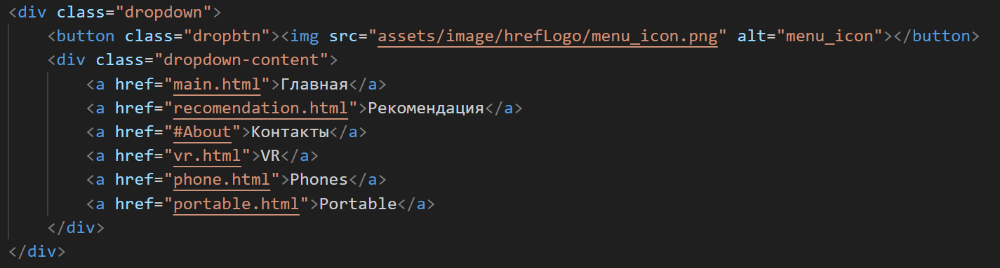 <div class="dropdown">
    <button class="dropbtn"><img src="assets/image/hrefLogo/menu_icon.png" alt="menu_icon"></button>
    <div class="dropdown-content">
        <a href="main.html">Главная</a>
        <a href="recomendation.html">Рекомендация</a>
        <a href="#About">Контакты</a>
        <a href="vr.html">VR</a>
        <a href="phone.html">Phones</a>
        <a href="portable.html">Portable</a>
    </div>
</div>